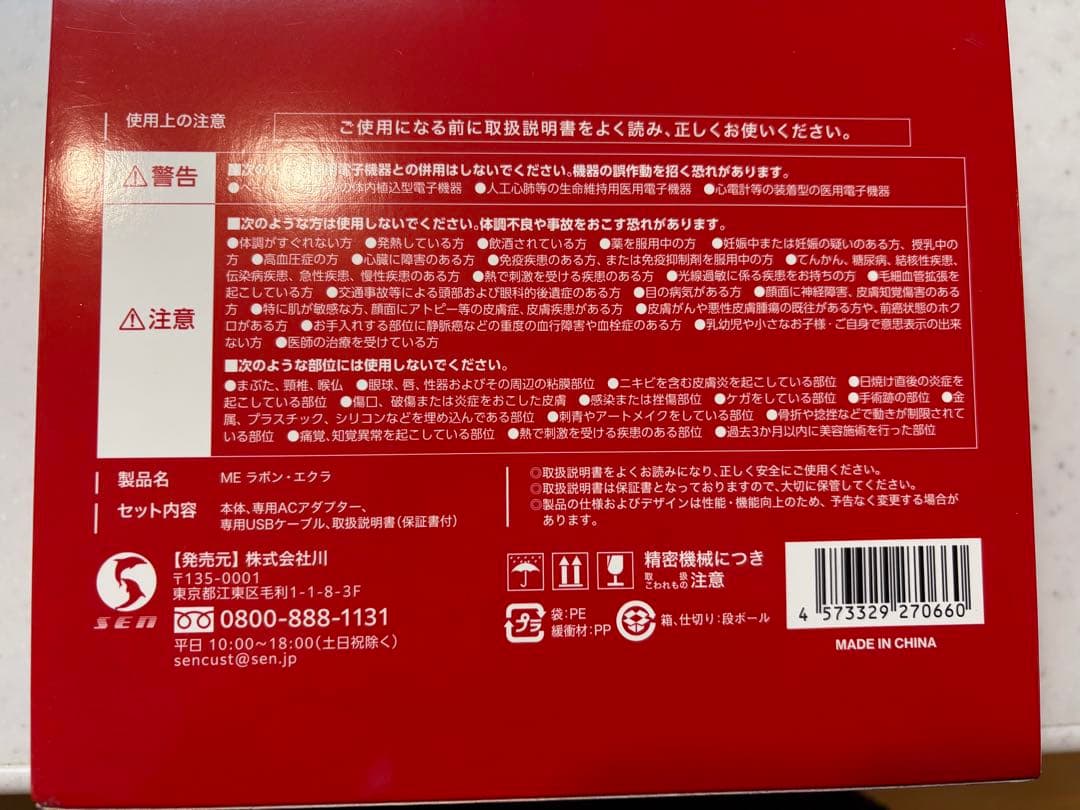 使用上の注意
ご使用になる前に取扱説明書をよく読み、正しくお使いください。
警告
■次の 用電子機器との併用はしないでください。機器の誤作動を招く恐れがあります。
の体内植込型電子機器 ●人工心肺等の生命維持用医用電子機器 ●心電計等の装着型の医用電子機器
注意
■次のような方は使用しないでください。体調不良や事故をおこす恐れがあります。
●体調がすぐれない方 ●発熱している方 ●飲酒されている方 ●薬を服用中の方 ●妊娠中または妊娠の疑いのある方、授乳中の
方 ●高血圧症の方 ●心臓に障害のある方 ●免疫疾患のある方、または免疫抑制剤を服用中の方 ●てんかん、糖尿病、結核性疾患、
伝染病疾患、急性疾患、慢性疾患のある方 ●熱で刺激を受ける疾患のある方 ●光線過敏に係る疾患をお持ちの方 ●毛細血管拡張を
起こしている方 ●交通事故等による頭部および眼科的後遺症のある方 ●目の病気がある方 ●顔面に神経障害、皮膚知覚傷害のあ
る方 ●特に肌が敏感な方、顔面にアトピー等の皮膚症、皮膚疾患がある方 ●皮膚がんや悪性皮膚腫瘍の既往がある方や、前癌状態のホク
ロがある方 ●お手入れする部位に静脈癌などの重度の血行障害や血栓症のある方 ●乳幼児や小さなお子様・ご自身で意思表示の出来
ない方 ●医師の治療を受けている方
■次のような部位には使用しないでください。
●まぶた、頸椎、喉仏 ●眼球、唇、性器およびその周辺の粘膜部位 ●ニキビを含む皮膚炎を起こしている部位 ●日焼け直後の炎症を
起こしている部位 ●傷口、破傷または炎症をおこした皮膚 ●感染または挫傷部位 ●ケガをしている部位 ●手術跡の部位 ●金
属、プラスチック、シリコンなどを埋め込んである部位 ●刺青やアートメイクをしている部位 ●骨折や捻挫などで動きが制限されて
いる部位 ●痛覚、知覚異常を起こしている部位 ●熱で刺激を受ける疾患のある部位 ●過去3か月以内に美容施術を行った部位
製品名 ME ラボン・エクラ
セット内容 本体、専用ACアダプター、
専用USBケーブル、取扱説明書(保証書付)
◎取扱説明書をよくお読みになり、正しく安全にご使用ください。
◎取扱説明書は保証書となっておりますので、大切に保管してください。
◎製品の仕様およびデザインは性能・機能向上のため、予告なく変更する場合が
あります。
SEN
【発売元】株式会社川
〒135-0001
東京都江東区毛利1-1-8-3F
0800-888-1131
平日 10:00〜18:00(土日祝除く)
sencust@sen.jp
精密機械につき
取扱注意
こわれもの
プラ
袋:PE
緩衝材:PP
箱、仕切り:段ボール
4 573329 270660
MADE IN CHINA